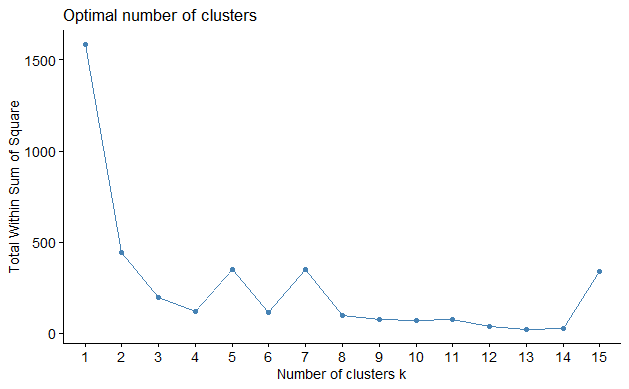 Optimal number of clusters
Total Within Sum of Square
1500
1000
500
0
1 2 3 4 5 6 7 8 9 10 11 12 13 14 15
Number of clusters k